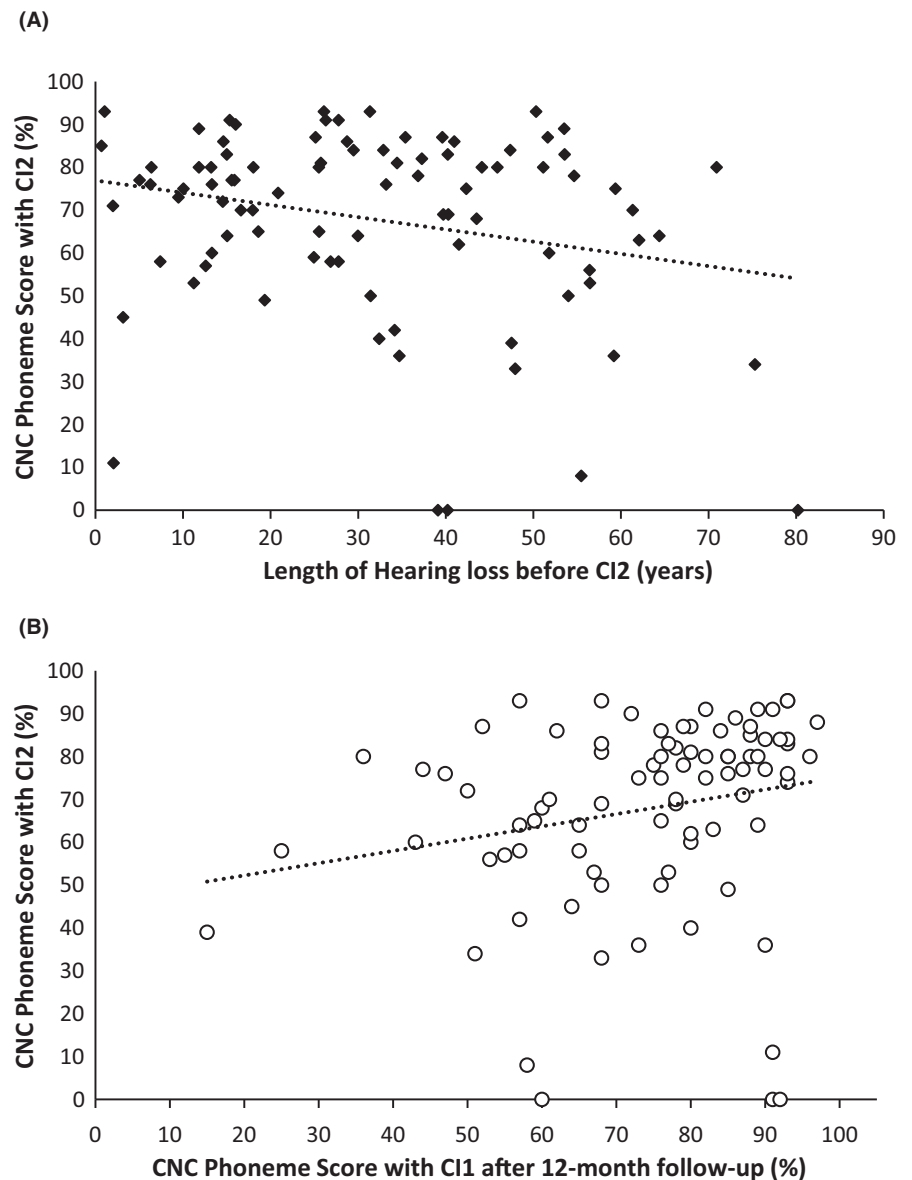 (A)
CNC Phoneme Score with CI2 (%)
100
90
80
70
60
50
40
30
20
10
0
0 10 20 30 40 50 60 70 80 90
Length of Hearing loss before CI2 (years)
(B)
CNC Phoneme Score with CI2 (%)
100
90
80
70
60
50
40
30
20
10
0
0 10 20 30 40 50 60 70 80 90 100
CNC Phoneme Score with CI1 after 12-month follow-up (%)